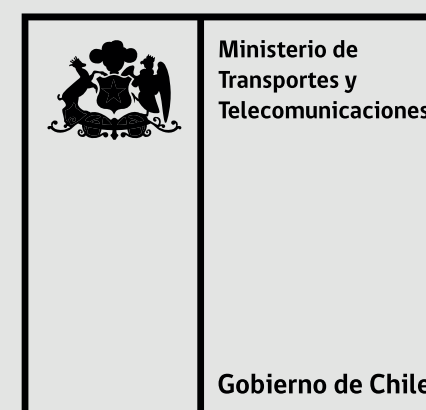 Ministerio de
Transportes y
Telecomunicaciones
Gobierno de Chile